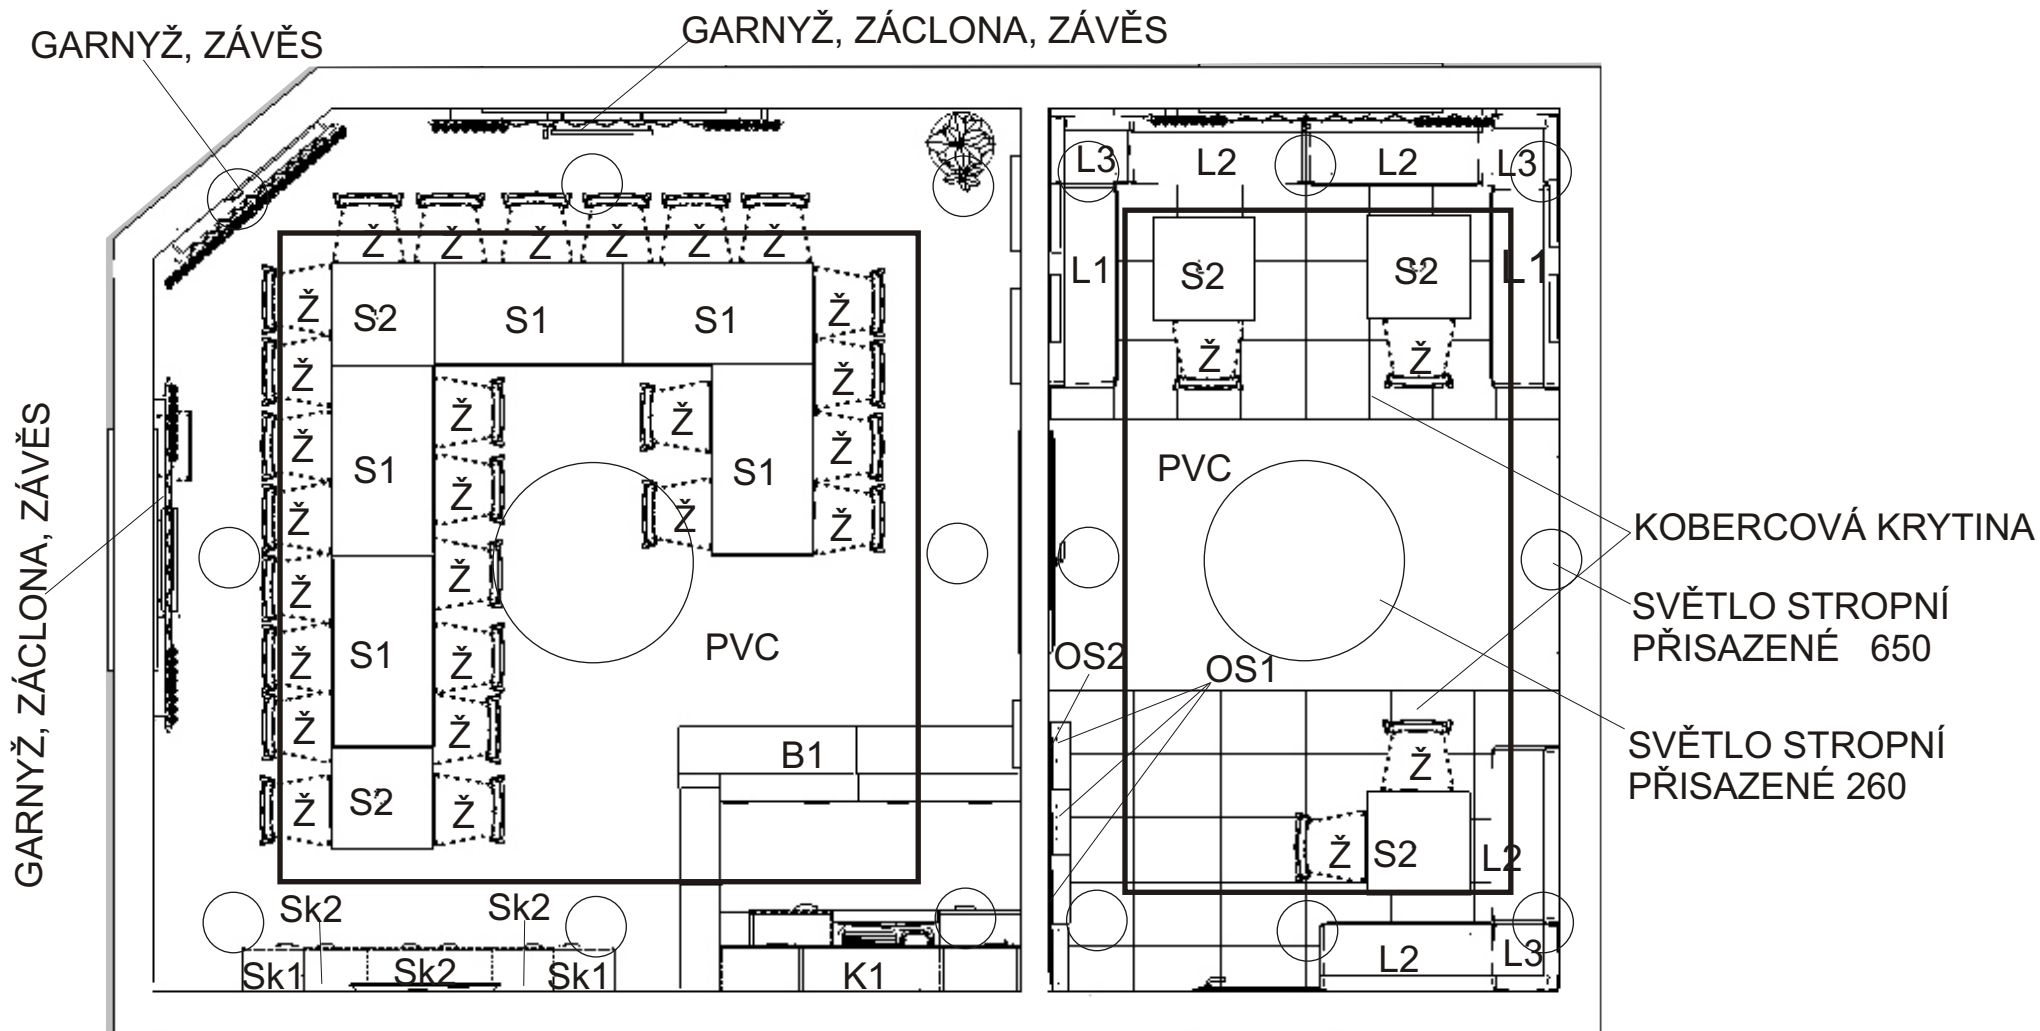 GARNYŽ, ZÁVĚS
GARNYŽ, ZÁCLONA, ZÁVĚS
L3
L2
L2
L3
Ž
Ž
Ž
Ž
Ž
Ž
L1
S2
S2
L1
Ž
S2
S1
S1
Ž
Ž
Ž
Ž
Ž
Ž
Ž
Ž
Ž
S1
S1
Ž
PVC
Ž
Ž
Ž
Ž
Ž
KOBERCOVÁ KRYTINA
GARNYŽ, ZÁCLONA, ZÁVĚS
Ž
Ž
SVĚTLO STROPNÍ
PŘISAZENÉ 650
Ž
S1
Ž
PVC
OS2
OS1
Ž
Ž
B1
Ž
SVĚTLO STROPNÍ
PŘISAZENÉ 260
Ž
S2
Ž
Ž
S2
L2
Sk2
Sk2
Sk1
Sk2
Sk1
K1
L2
L3